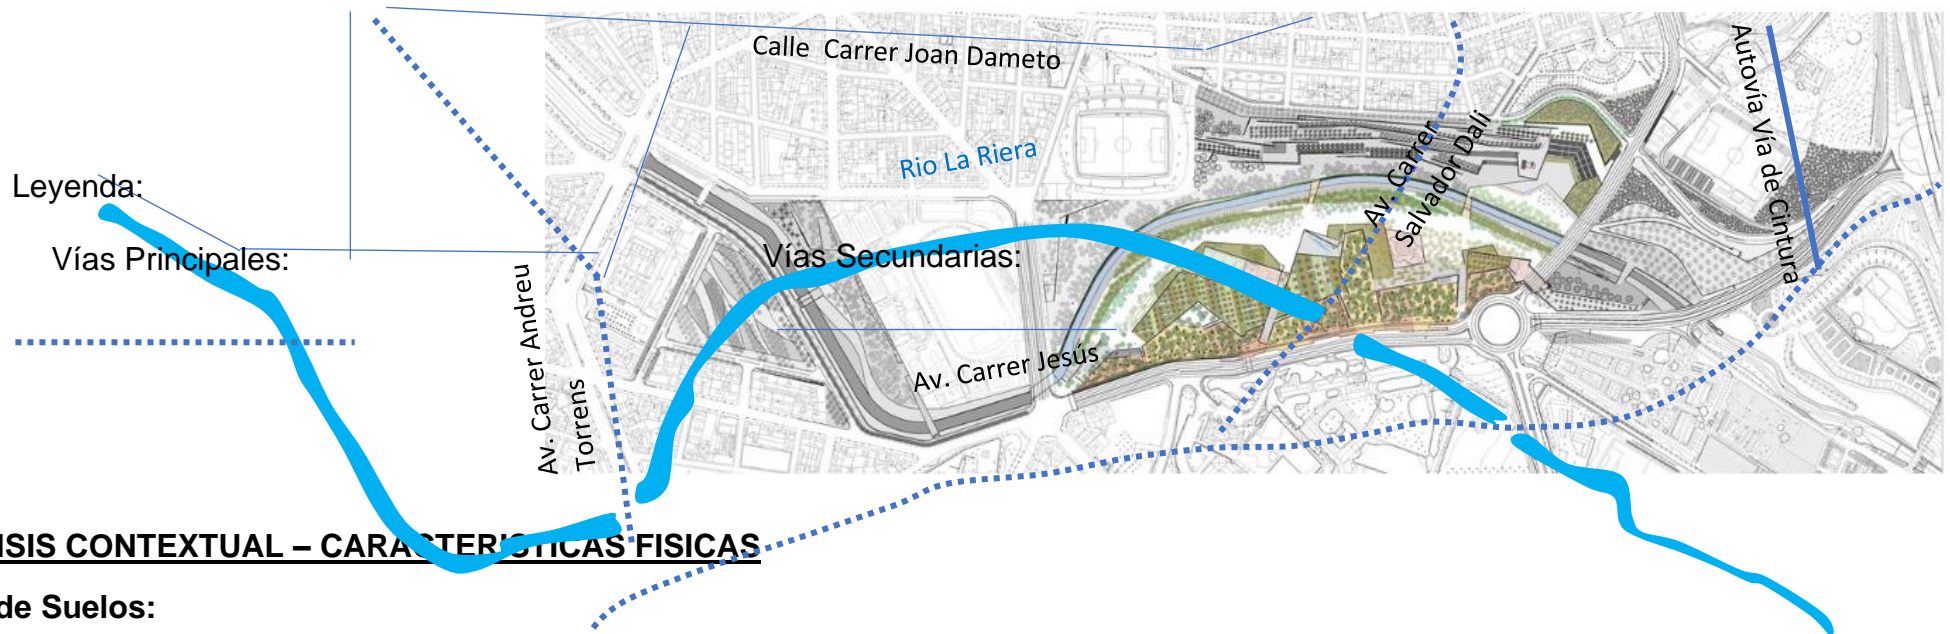 Calle Carrer Joan Dameto
Autovía Vía de Cintura
Rio La Riera
Av. Carrer
Salvador Dali
Leyenda:
Vías Principales:
Vías Secundarias:
Av. Carrer Andreu
Torrens
Av. Carrer Jesús
ISIS CONTEXTUAL – CARACTERISTICAS FISICAS
de Suelos: